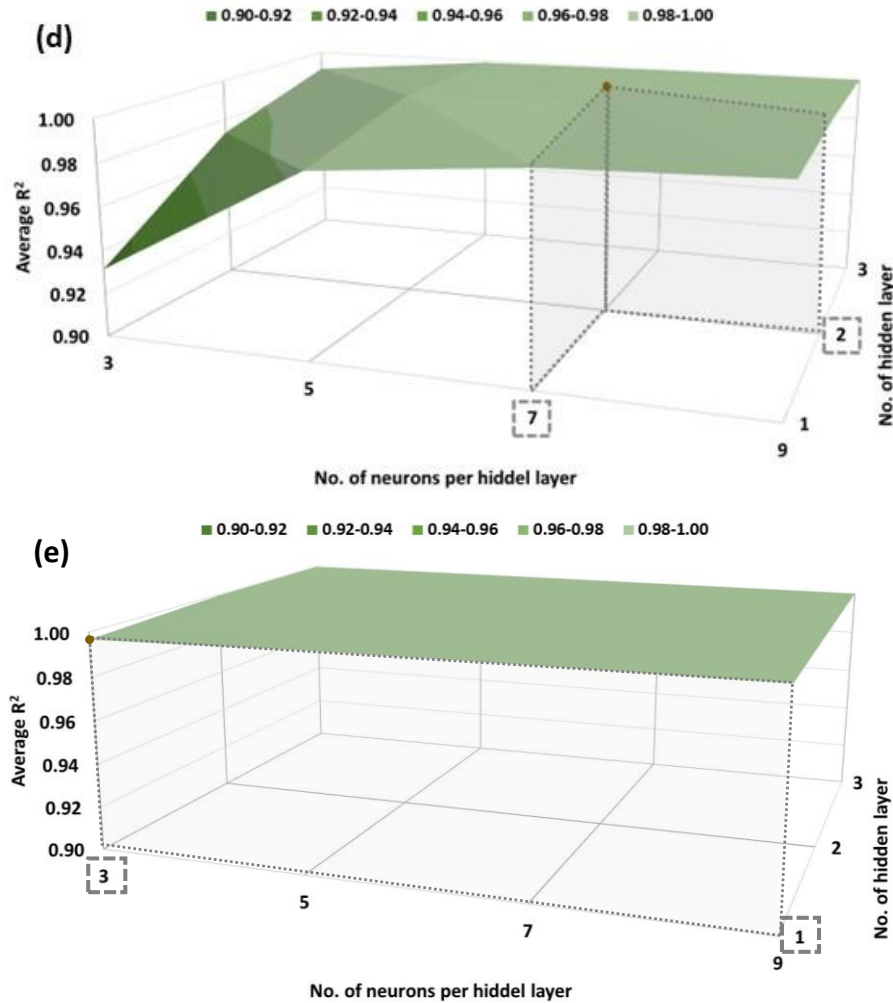 ■ 0.90-0.92 ■ 0.92-0.94 ■ 0.94-0.96 ■ 0.96-0.98 ■ 0.98-1.00
(d)
1.00
0.98
0.96
0.94
0.92
0.90
Average R²
3
5
7
9
1
2
3
No. of hidden layer
No. of neurons per hiddel layer
■ 0.90-0.92 ■ 0.92-0.94 ■ 0.94-0.96 ■ 0.96-0.98 ■ 0.98-1.00
(e)
1.00
0.98
0.96
0.94
0.92
0.90
Average R²
3
5
7
9
1
2
3
No. of hidden layer
No. of neurons per hiddel layer